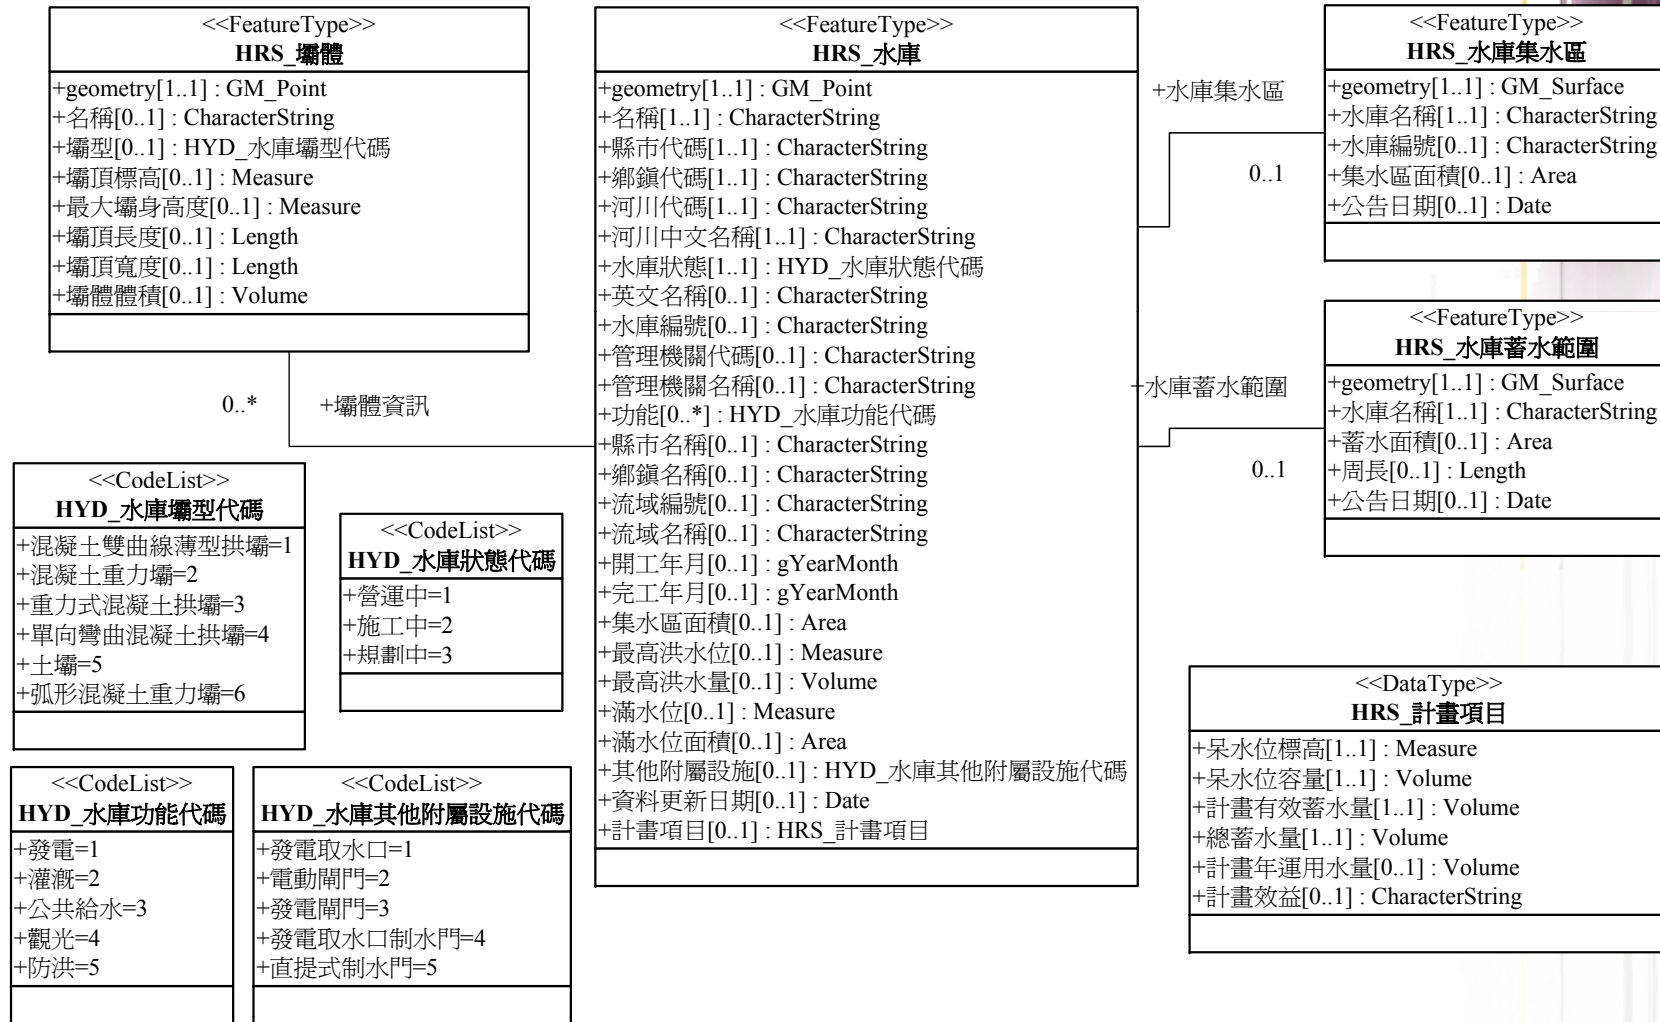 <<FeatureType>>
HRS_壩體
+geometry[1..1] : GM_Point
+名稱[0..1] : CharacterString
+壩型[0..1] : HYD_水庫壩型代碼
+壩頂標高[0..1] : Measure
+最大壩身高度[0..1] : Measure
+壩頂長度[0..1] : Length
+壩頂寬度[0..1] : Length
+壩體體積[0..1] : Volume
0..*
+壩體資訊
<<FeatureType>>
HRS_水庫
+geometry[1..1] : GM_Point
+名稱[1..1] : CharacterString
+縣市代碼[1..1] : CharacterString
+鄉鎮代碼[1..1] : CharacterString
+河川代碼[1..1] : CharacterString
+河川中文名稱[1..1] : CharacterString
+水庫狀態[1..1] : HYD_水庫狀態代碼
+英文名稱[0..1] : CharacterString
+水庫編號[0..1] : CharacterString
+管理機關代碼[0..1] : CharacterString
+管理機關名稱[0..1] : CharacterString
+功能[0..*] : HYD_水庫功能代碼
+縣市名稱[0..1] : CharacterString
+鄉鎮名稱[0..1] : CharacterString
+流域編號[0..1] : CharacterString
+流域名稱[0..1] : CharacterString
+開工年月[0..1] : gYearMonth
+完工年月[0..1] : gYearMonth
+集水區面積[0..1] : Area
+最高洪水位[0..1] : Measure
+最高洪水量[0..1] : Volume
+滿水位[0..1] : Measure
+滿水位面積[0..1] : Area
+其他附屬設施[0..1] : HYD_水庫其他附屬設施代碼
+資料更新日期[0..1] : Date
+計畫項目[0..1] : HRS_計畫項目
+水庫集水區
0..1
<<FeatureType>>
HRS_水庫集水區
+geometry[1..1] : GM_Surface
+水庫名稱[1..1] : CharacterString
+水庫編號[0..1] : CharacterString
+集水區面積[0..1] : Area
+公告日期[0..1] : Date
+水庫蓄水範圍
0..1
<<FeatureType>>
HRS_水庫蓄水範圍
+geometry[1..1] : GM_Surface
+水庫名稱[1..1] : CharacterString
+蓄水面積[0..1] : Area
+周長[0..1] : Length
+公告日期[0..1] : Date
<<CodeList>>
HYD_水庫壩型代碼
+混凝土雙曲線薄型拱壩=1
+混凝土重力壩=2
+重力式混凝土拱壩=3
+單向彎曲混凝土拱壩=4
+土壩=5
+弧形混凝土重力壩=6
<<CodeList>>
HYD_水庫狀態代碼
+營運中=1
+施工中=2
+規劃中=3
<<CodeList>>
HYD_水庫功能代碼
+發電=1
+灌溉=2
+公共給水=3
+觀光=4
+防洪=5
<<CodeList>>
HYD_水庫其他附屬設施代碼
+發電取水口=1
+電動閘門=2
+發電閘門=3
+發電取水口制水門=4
+直提式制水門=5
<<DataType>>
HRS_計畫項目
+呆水位標高[1..1] : Measure
+呆水位容量[1..1] : Volume
+計畫有效蓄水量[1..1] : Volume
+總蓄水量[1..1] : Volume
+計畫年運用水量[0..1] : Volume
+計畫效益[0..1] : CharacterString